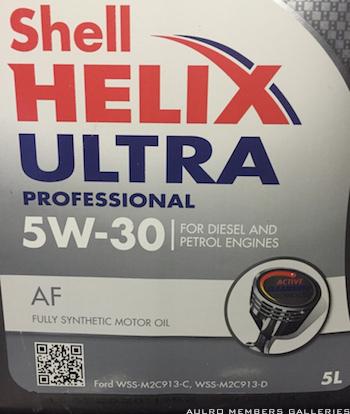 Shell
HELIX
ULTRA
PROFESSIONAL
5W-30
FOR DIESEL AND
PETROL ENGINES
AF
FULLY SYNTHETIC MOTOR OIL
ACTIVE
CLEANSING
Ford WSS-M2C913-C, WSS-M2C913-D
5L
AULRO MEMBERS GALLERIES